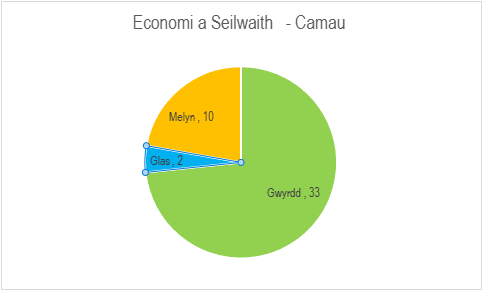 Economi a Seilwaith - Camau
Melyn , 10
Glas , 2
Gwyrdd , 33